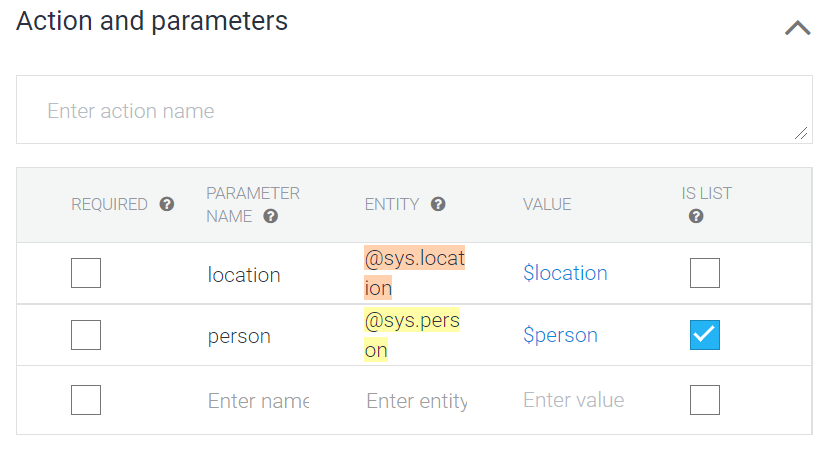 Action and parameters
Enter action name
REQUIRED ? PARAMETER NAME ? ENTITY ? VALUE IS LIST ?
location @sys.location $location
person @sys.person $person
Enter name Enter entity Enter value